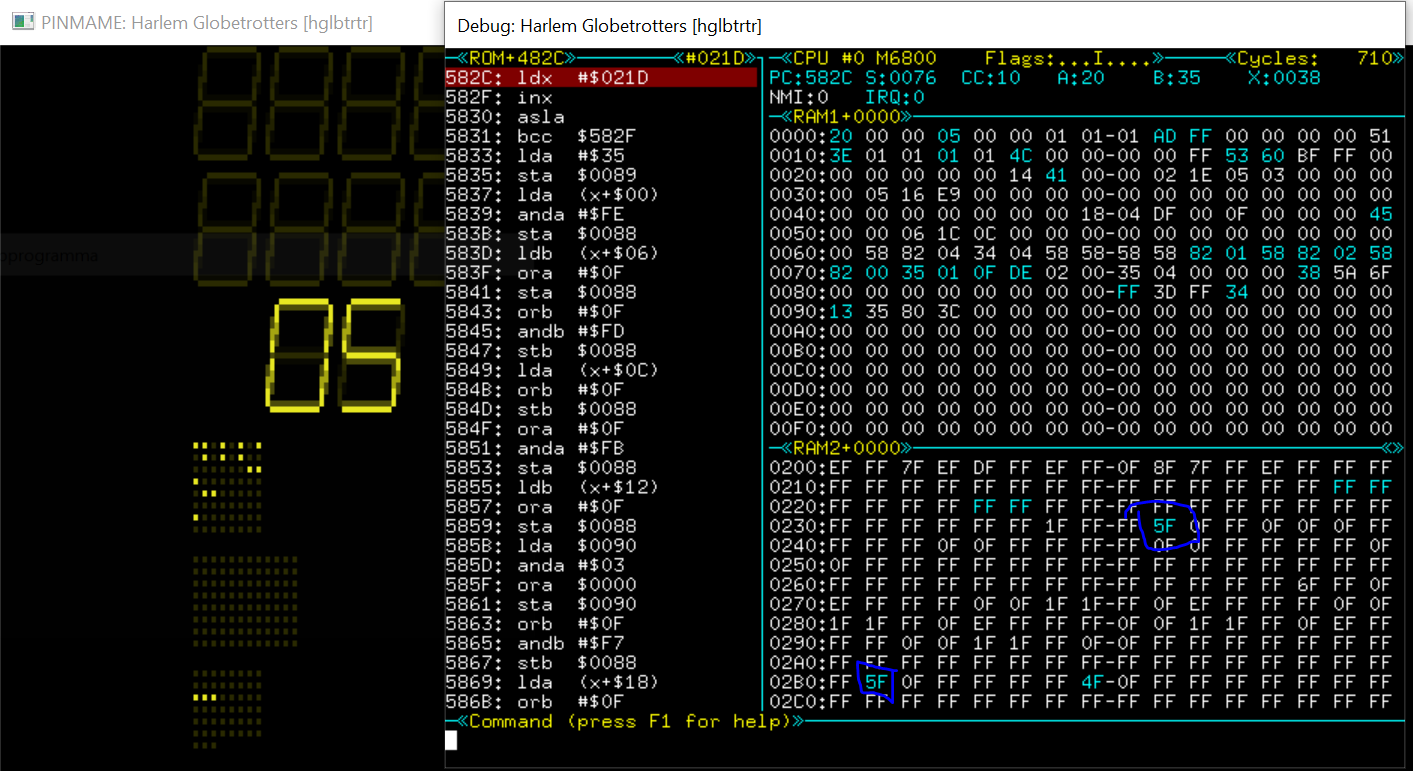 PINMAME: Harlem Globetrotters [hglbtrtr]
oprogramma
05
Debug: Harlem Globetrotters [hglbtrtr]
«ROM+482C» «#021D»
582C: ldx #$021D
582F: inx
5830: asla
5831: bcc $582F
5833: lda #$35
5835: sta $0089
5837: lda (x+$00)
5839: anda #$FE
583B: sta $0088
583D: ldb (x+$06)
583F: ora #$0F
5841: sta $0088
5843: orb #$0F
5845: andb #$FD
5847: stb $0088
5849: lda (x+$0C)
584B: orb #$0F
584D: stb $0088
584F: ora #$0F
5851: anda #$FB
5853: sta $0088
5855: ldb (x+$12)
5857: ora #$0F
5859: sta $0088
585B: lda $0090
585D: anda #$03
585F: ora $0000
5861: sta $0090
5863: orb #$0F
5865: andb #$F7
5867: stb $0088
5869: lda (x+$18)
586B: orb #$0F
«CPU #0 M6800 Flags:...I....» «Cycles: 710»
PC:582C S:0076 CC:10 A:20 B:35 X:0038
NMI:0 IRQ:0
«RAM1+0000»
0000:20 00 00 05 00 00 01 01-01 AD FF 00 00 00 00 51
0010:3E 01 01 01 01 4C 00 00-00 00 FF 53 60 BF FF 00
0020:00 00 00 00 00 14 41 00-00 02 1E 05 03 00 00 00
0030:00 05 16 E9 00 00 00 00-00 00 00 00 00 00 00 00
0040:00 00 00 00 00 00 00 18-04 DF 00 0F 00 00 00 45
0050:00 00 06 1C 0C 00 00 00-00 00 00 00 00 00 00 00
0060:00 58 82 04 34 04 58 58-58 58 82 01 58 82 02 58
0070:82 00 35 01 0F DE 02 00-35 04 00 00 00 38 5A 6F
0080:00 00 00 00 00 00 00 00-FF 3D FF 34 00 00 00 00
0090:13 35 80 3C 00 00 00 00-00 00 00 00 00 00 00 00
00A0:00 00 00 00 00 00 00 00-00 00 00 00 00 00 00 00
00B0:00 00 00 00 00 00 00 00-00 00 00 00 00 00 00 00
00C0:00 00 00 00 00 00 00 00-00 00 00 00 00 00 00 00
00D0:00 00 00 00 00 00 00 00-00 00 00 00 00 00 00 00
00E0:00 00 00 00 00 00 00 00-00 00 00 00 00 00 00 00
00F0:00 00 00 00 00 00 00 00-00 00 00 00 00 00 00 00
«RAM2+0000» «»
0200:EF FF 7F EF DF FF EF FF-0F 8F 7F FF EF FF FF FF
0210:FF FF FF FF FF FF FF FF-FF FF FF FF FF FF FF FF
0220:FF FF FF FF FF FF FF FF-FF FF FF FF FF FF FF FF
0230:FF FF FF FF FF FF 1F FF-FF 5F 0F FF 0F 0F 0F FF
0240:FF FF FF 0F 0F FF FF FF-FF 0F 0F FF FF FF FF 0F
0250:0F FF FF FF FF FF FF FF-FF FF FF FF FF FF FF FF
0260:FF FF FF FF FF FF FF FF-FF FF FF FF FF 6F FF 0F
0270:EF FF FF FF 0F 0F 1F 1F-FF 0F EF FF FF FF 0F 0F
0280:1F 1F FF 0F EF FF FF FF-0F 0F 1F 1F FF 0F EF FF
0290:FF FF 0F 0F 1F 1F FF 0F-0F FF FF FF FF FF FF FF
02A0:FF FF FF FF FF FF FF FF-FF FF FF FF FF FF FF FF
02B0:FF 5F 0F FF FF FF FF 4F-0F FF FF FF FF FF FF FF
02C0:FF FF FF FF FF FF FF FF-FF FF FF FF FF FF FF FF
«Command (press F1 for help)»